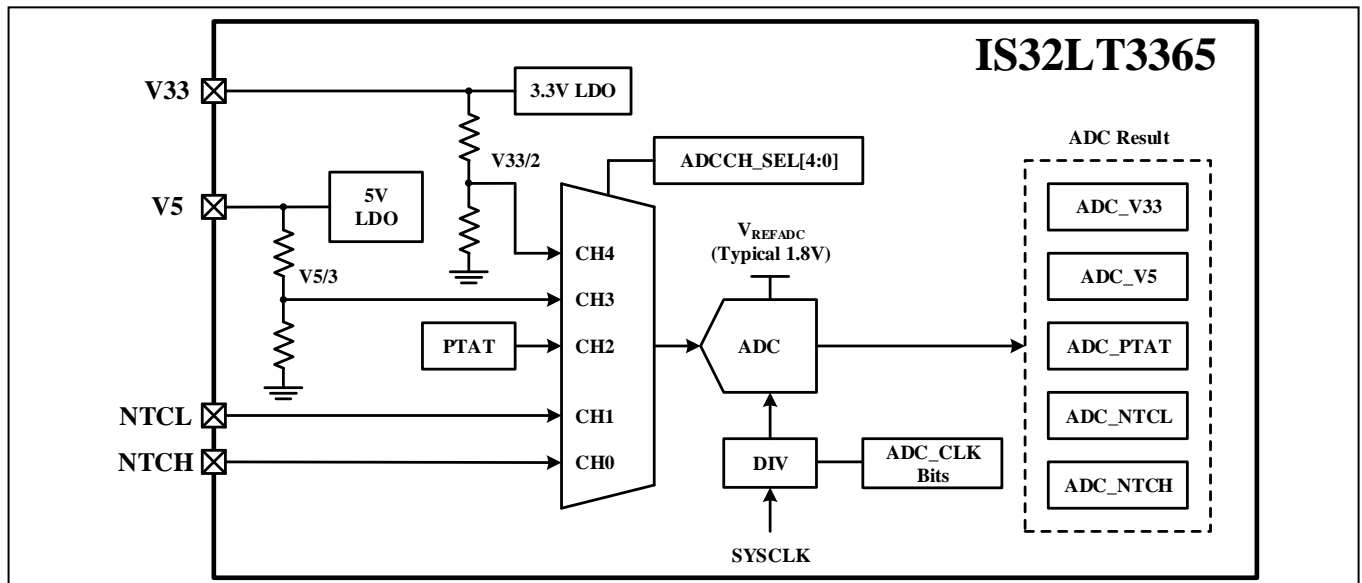 IS32LT3365
V33
3.3V LDO
ADC Result
V33/2
ADCCH_SEL[4:0]
V5
5V
LDO
ADC_V33
VREFADC
(Typical 1.8V)
CH4
V5/3
ADC_V5
CH3
PTAT
CH2
ADC
ADC_PTAT
NTCL
CH1
ADC_NTCL
NTCH
CH0
DIV
ADC_CLK
Bits
ADC_NTCH
SYSCLK